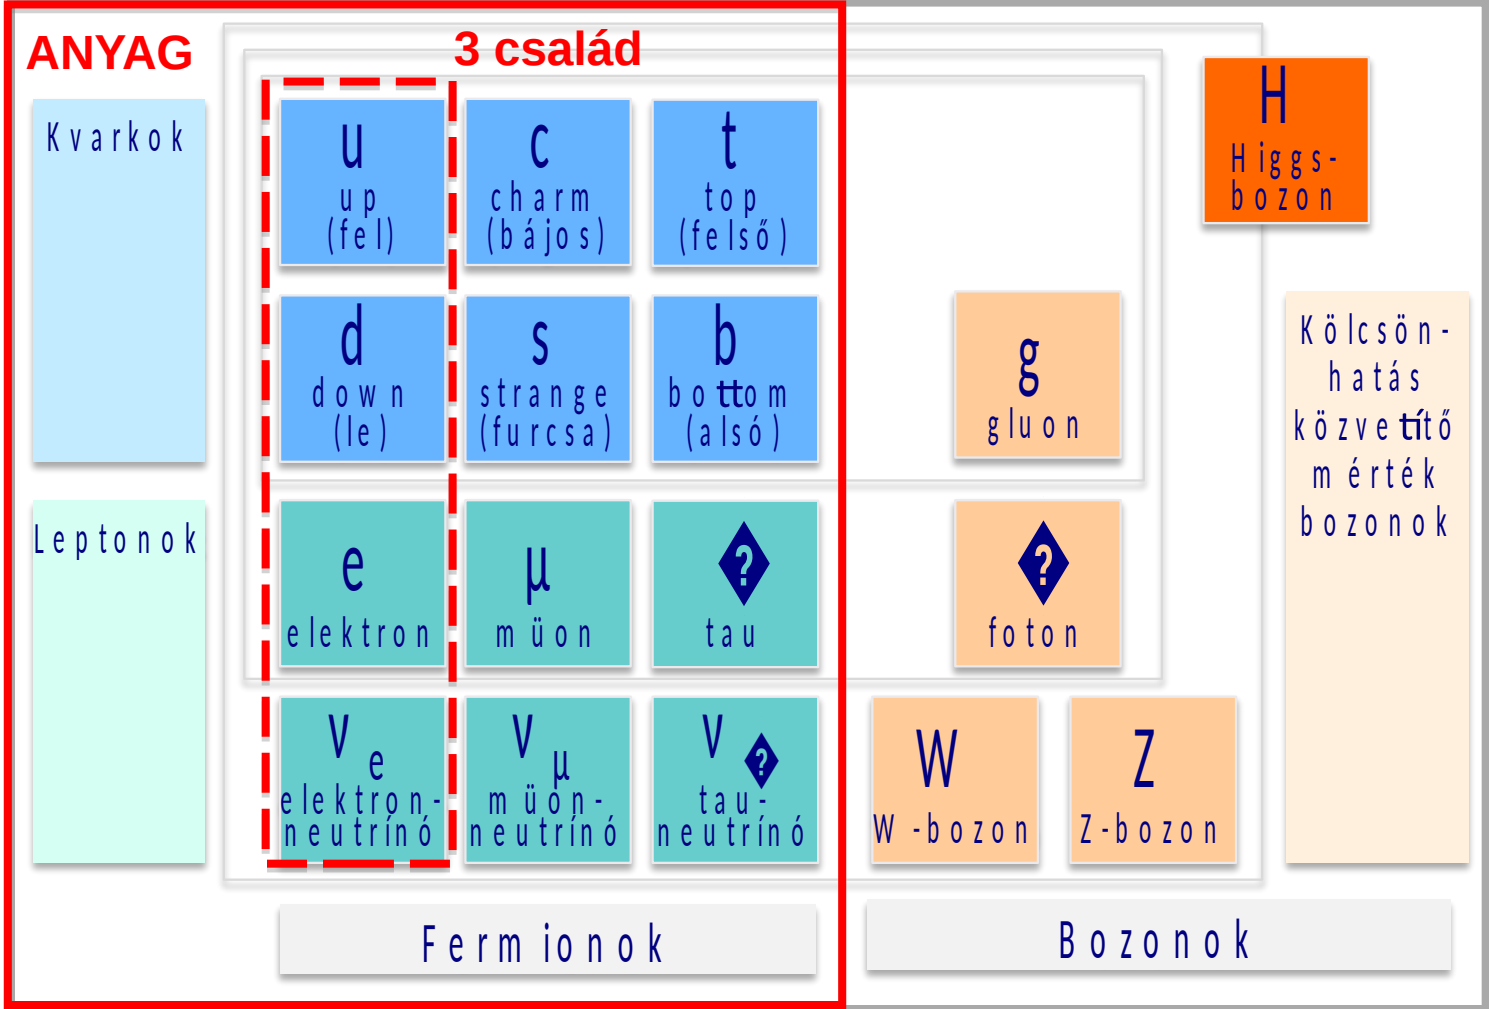 ANYAG
3 család
Kvarkok
u
up
(fel)
c
charm
(bájos)
t
top
(felső)
H
Higgs-
bozon
d
down
(le)
s
strange
(furcsa)
b
bottom
(alsó)
g
gluon
Kölcsön-
hatás
közvetítő
mérték
bozonok
Leptonok
e
elektron
μ
müon
�
tau
�
foton
ν e
elektron-
neutrínó
ν μ
müon-
neutrínó
ν �
tau-
neutrínó
W
W-bozon
Z
Z-bozon
Fermionok
Bozonok